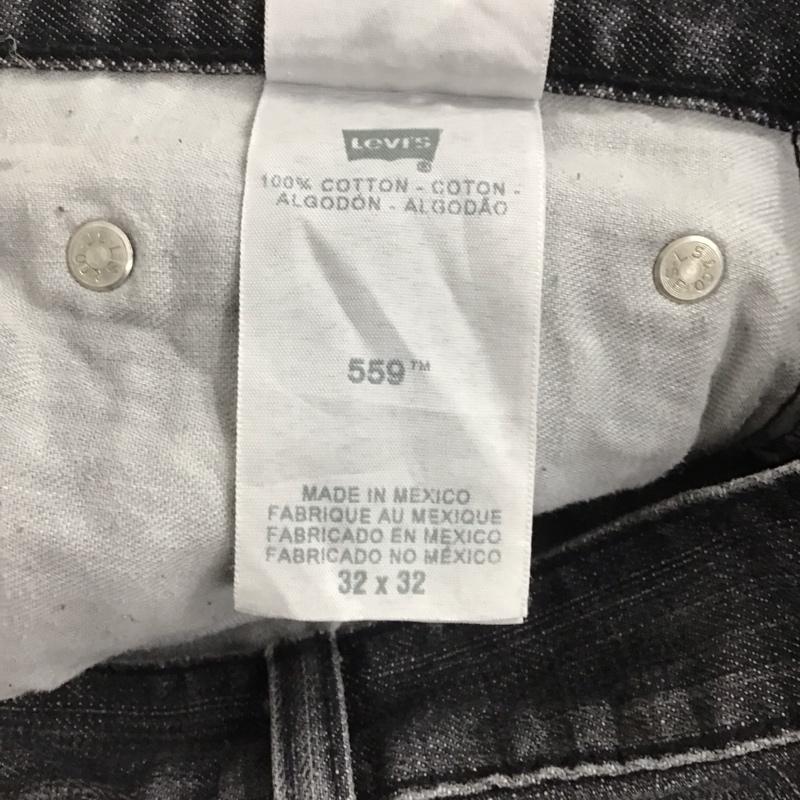 Levi's
®
100% COTTON - COTON -
ALGODÓN - ALGODÃO
559™
MADE IN MEXICO
FABRIQUE AU MEXIQUE
FABRICADO EN MEXICO
FABRICADO NO MÉXICO
32 x 32